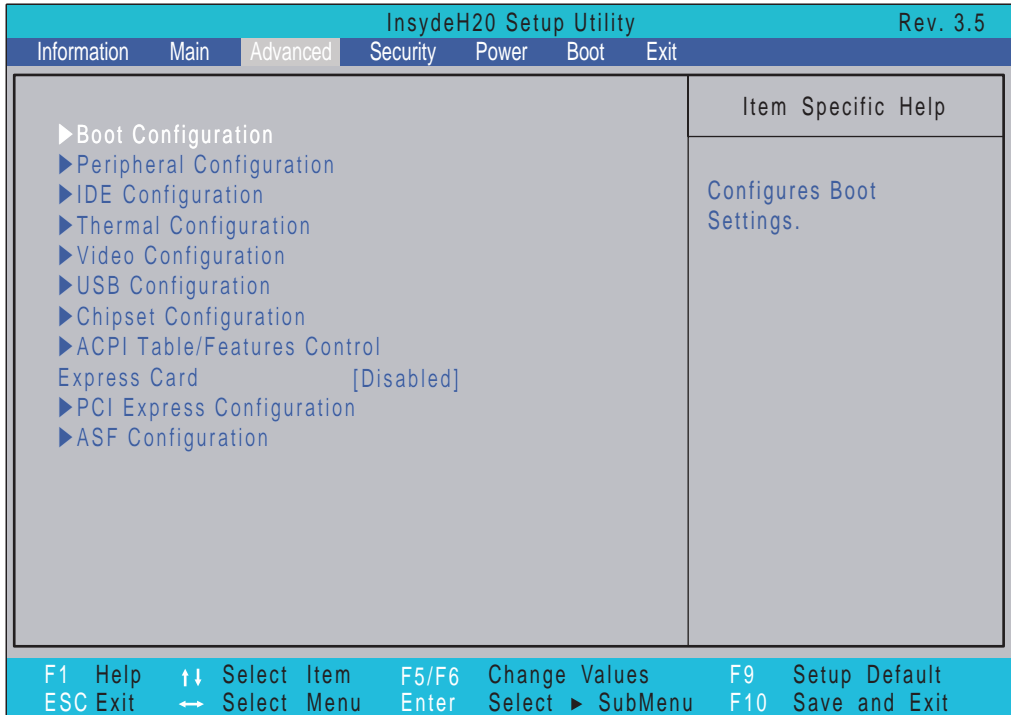 InsydeH20 Setup Utility Rev. 3.5
Information Main Advanced Security Power Boot Exit
Item Specific Help
▶Boot Configuration
▶Peripheral Configuration
▶IDE Configuration
▶Thermal Configuration
▶Video Configuration
▶USB Configuration
▶Chipset Configuration
▶ACPI Table/Features Control
Express Card [Disabled]
▶PCI Express Configuration
▶ASF Configuration
Configures Boot
Settings.
F1 Help ↑↓ Select Item F5/F6 Change Values F9 Setup Default
ESC Exit ↔ Select Menu Enter Select ▶ SubMenu F10 Save and Exit